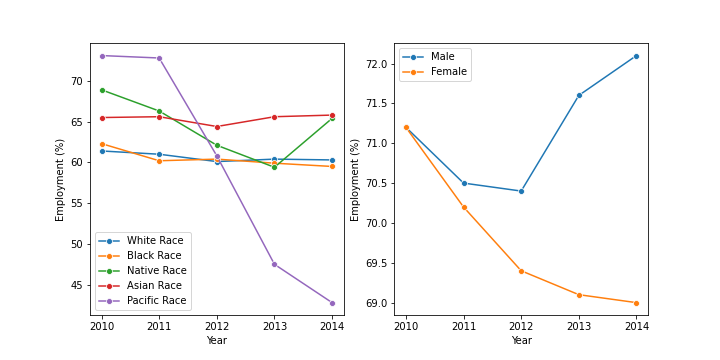 70
65
60
55
50
45
Employment (%)
White Race
Black Race
Native Race
Asian Race
Pacific Race
2010 2011 2012 2013 2014
Year
72.0
71.5
71.0
70.5
70.0
69.5
69.0
Employment (%)
Male
Female
2010 2011 2012 2013 2014
Year